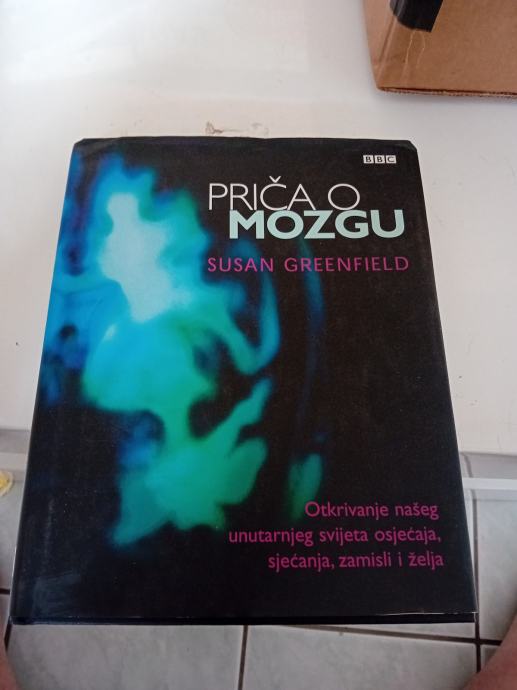 BBC
PRIČA O
MOZGU
SUSAN GREENFIELD
Otkrivanje našeg
unutarnjeg svijeta osjećaja,
sjećanja, zamisli i želja